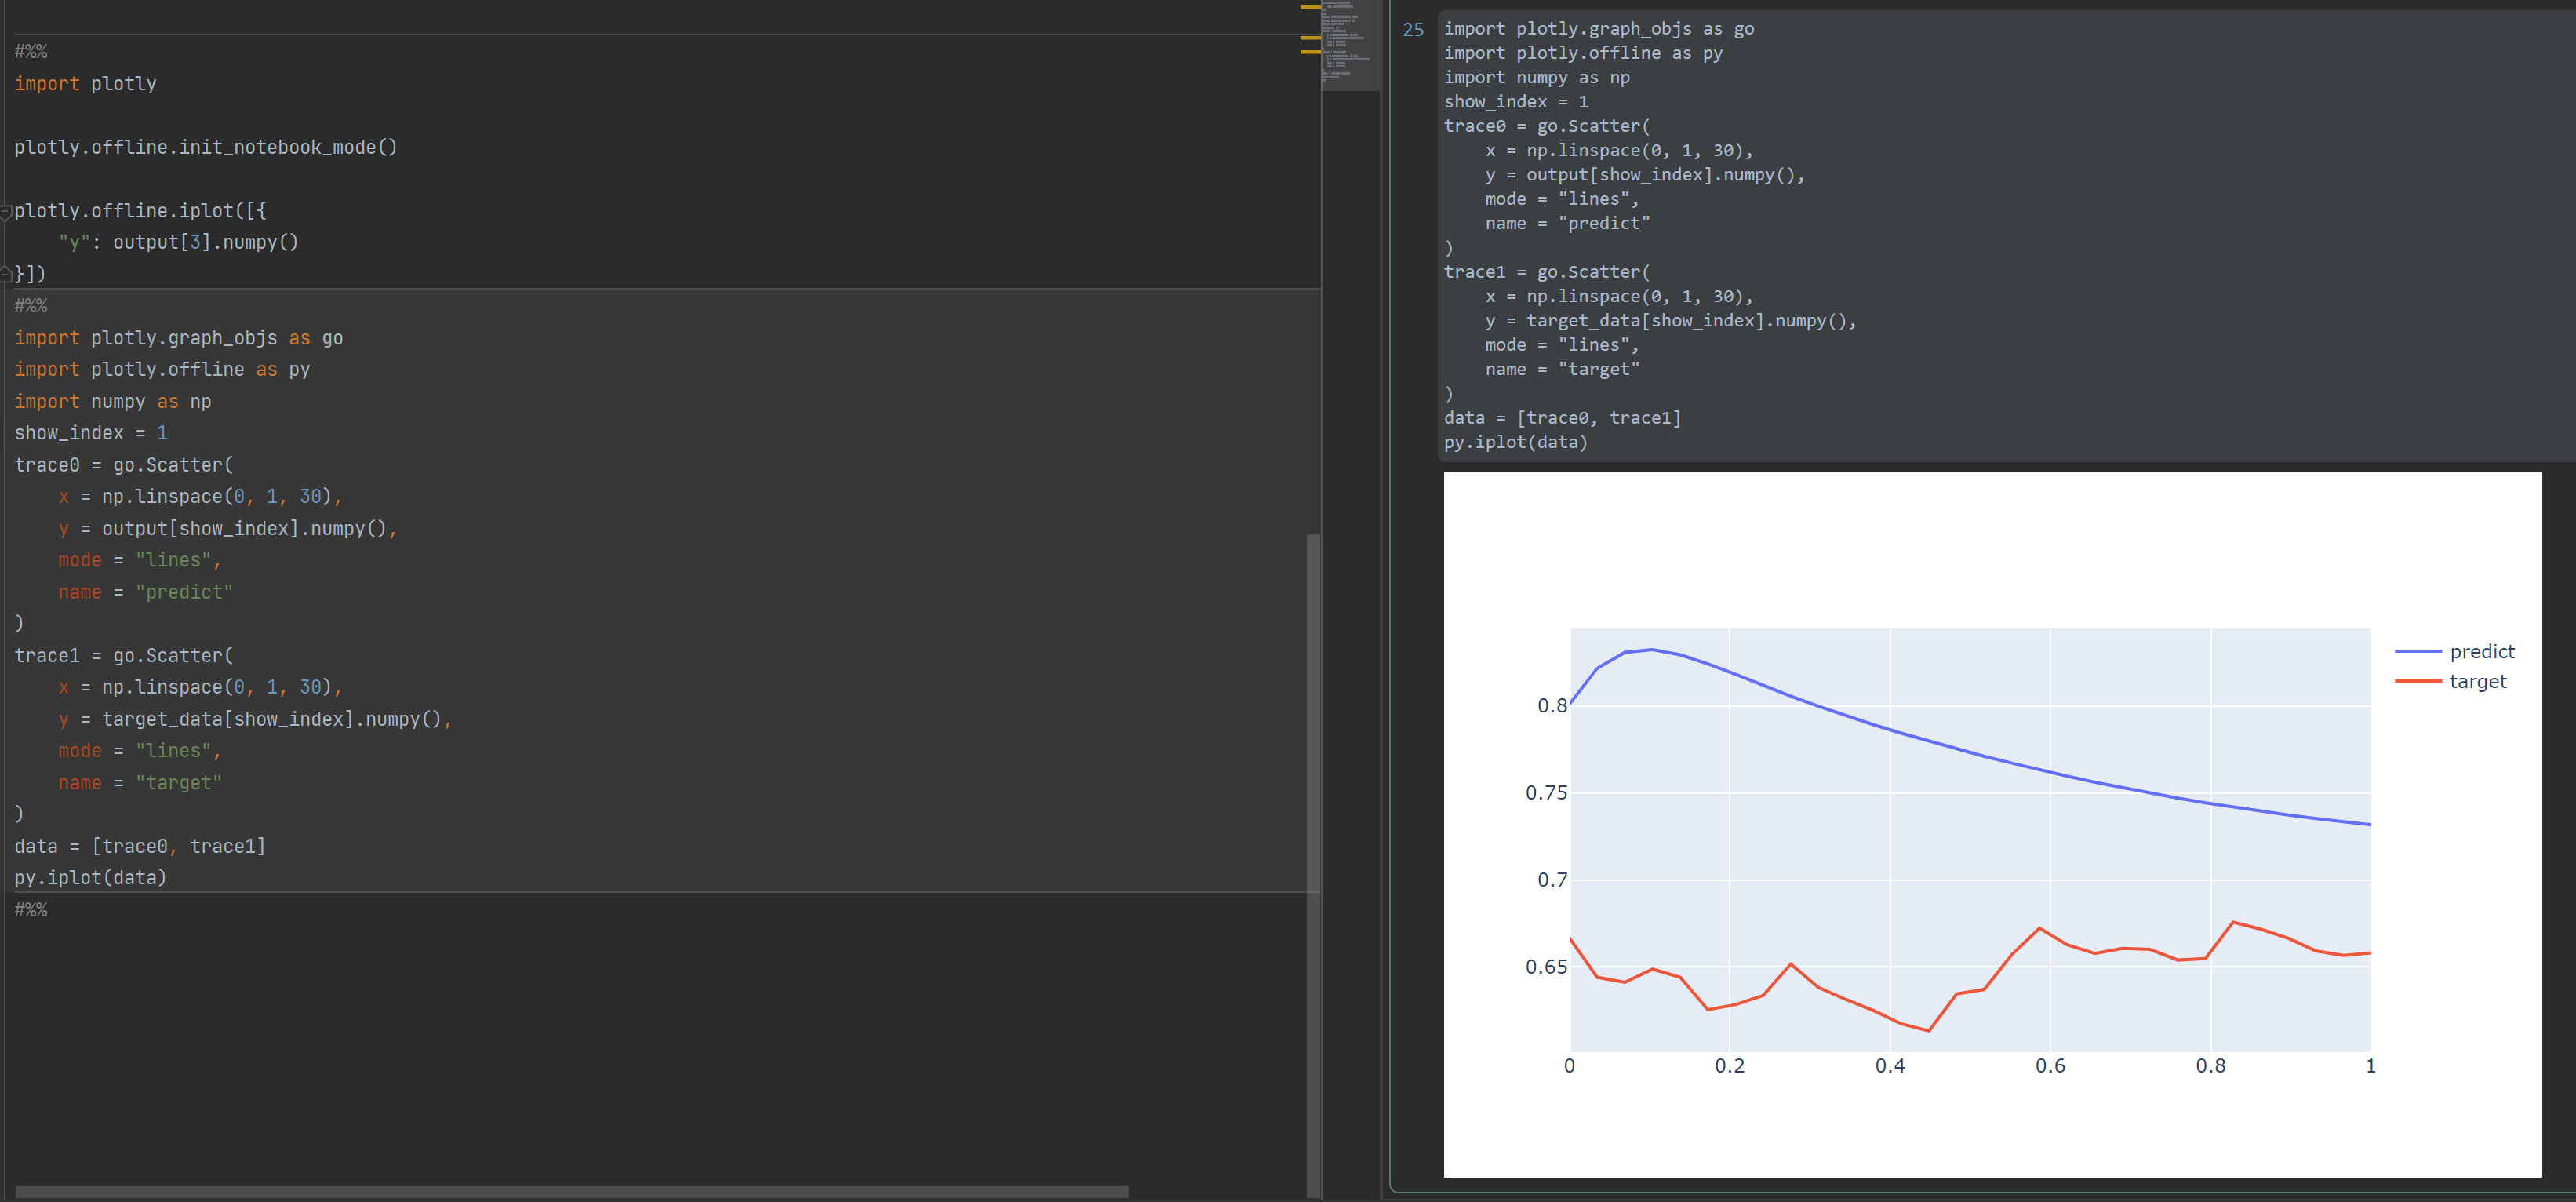 #%%
import plotly
plotly.offline.init_notebook_mode()
plotly.offline.iplot([{
    "y": output[3].numpy()
}])
#%%
import plotly.graph_objs as go
import plotly.offline as py
import numpy as np
show_index = 1
trace0 = go.Scatter(
    x = np.linspace(0, 1, 30),
    y = output[show_index].numpy(),
    mode = "lines",
    name = "predict"
)
trace1 = go.Scatter(
    x = np.linspace(0, 1, 30),
    y = target_data[show_index].numpy(),
    mode = "lines",
    name = "target"
)
data = [trace0, trace1]
py.iplot(data)
#%%
25
import plotly.graph_objs as go
import plotly.offline as py
import numpy as np
show_index = 1
trace0 = go.Scatter(
    x = np.linspace(0, 1, 30),
    y = output[show_index].numpy(),
    mode = "lines",
    name = "predict"
)
trace1 = go.Scatter(
    x = np.linspace(0, 1, 30),
    y = target_data[show_index].numpy(),
    mode = "lines",
    name = "target"
)
data = [trace0, trace1]
py.iplot(data)
predict
target
0.8
0.75
0.7
0.65
0 0.2 0.4 0.6 0.8 1